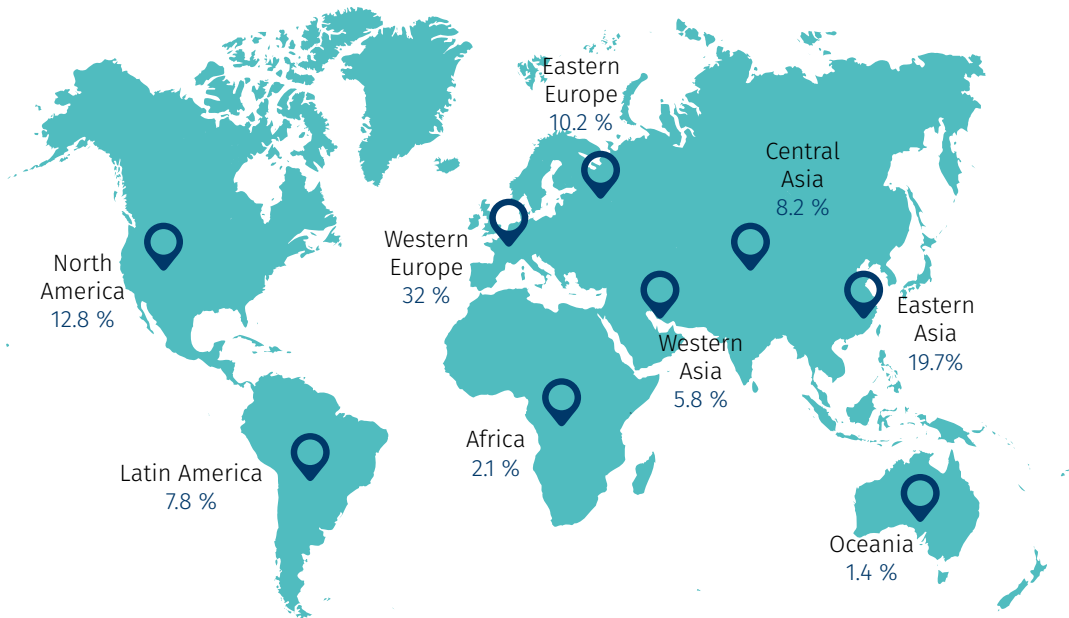 Eastern
Europe
10.2 %
Central
Asia
8.2 %
Western
Europe
32 %
North
America
12.8 %
Eastern
Asia
19.7%
Western
Asia
5.8 %
Africa
2.1 %
Latin America
7.8 %
Oceania
1.4 %